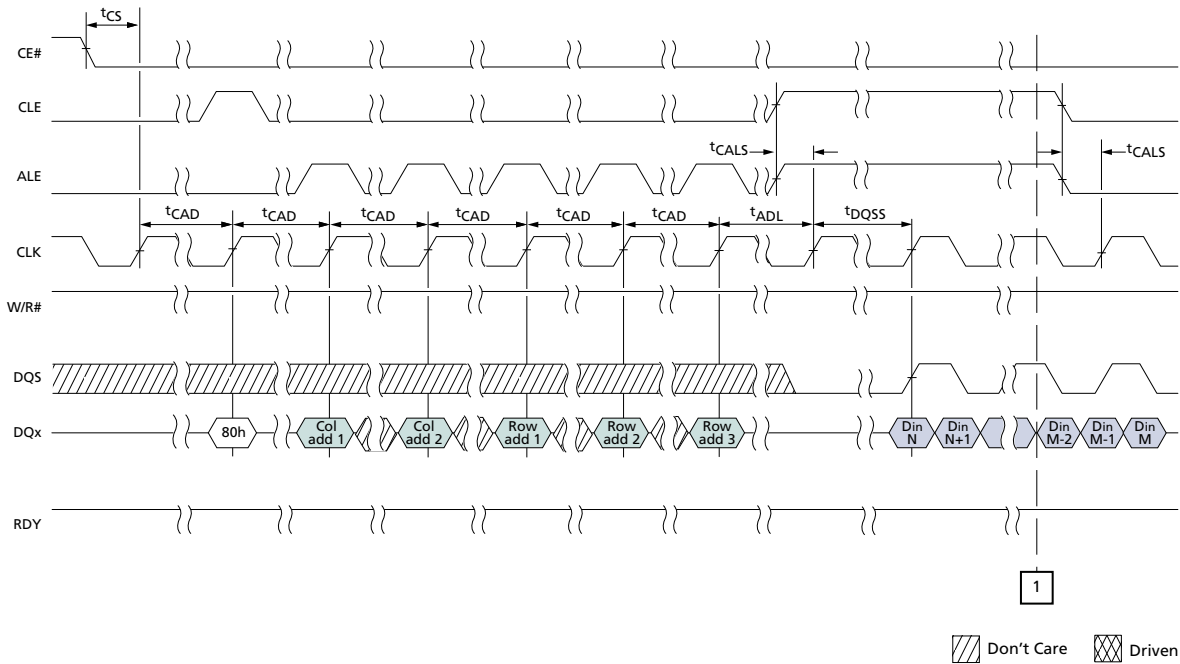 tCS
CE#
CLE
tCALS
tCALS
ALE
tCAD
tCAD
tCAD
tCAD
tCAD
tCAD
tADL
tDQSS
CLK
W/R#
DQS
DQx
80h
Col add 1
Col add 2
Row add 1
Row add 2
Row add 3
Din N
Din N+1
Din M-2
Din M-1
Din M
RDY
1
Don't Care
Driven